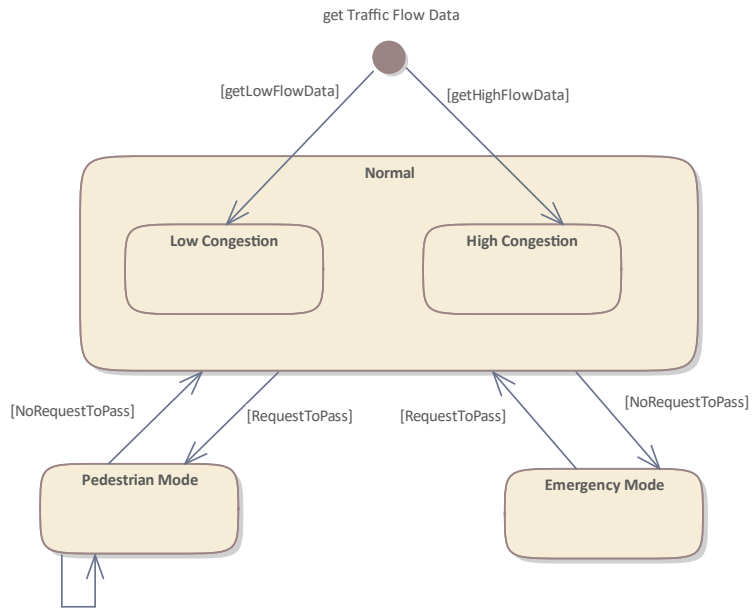 get Traffic Flow Data
[getLowFlowData]
[getHighFlowData]
Normal
Low Congestion
High Congestion
[NoRequestToPass]
[RequestToPass]
[RequestToPass]
[NoRequestToPass]
Pedestrian Mode
Emergency Mode